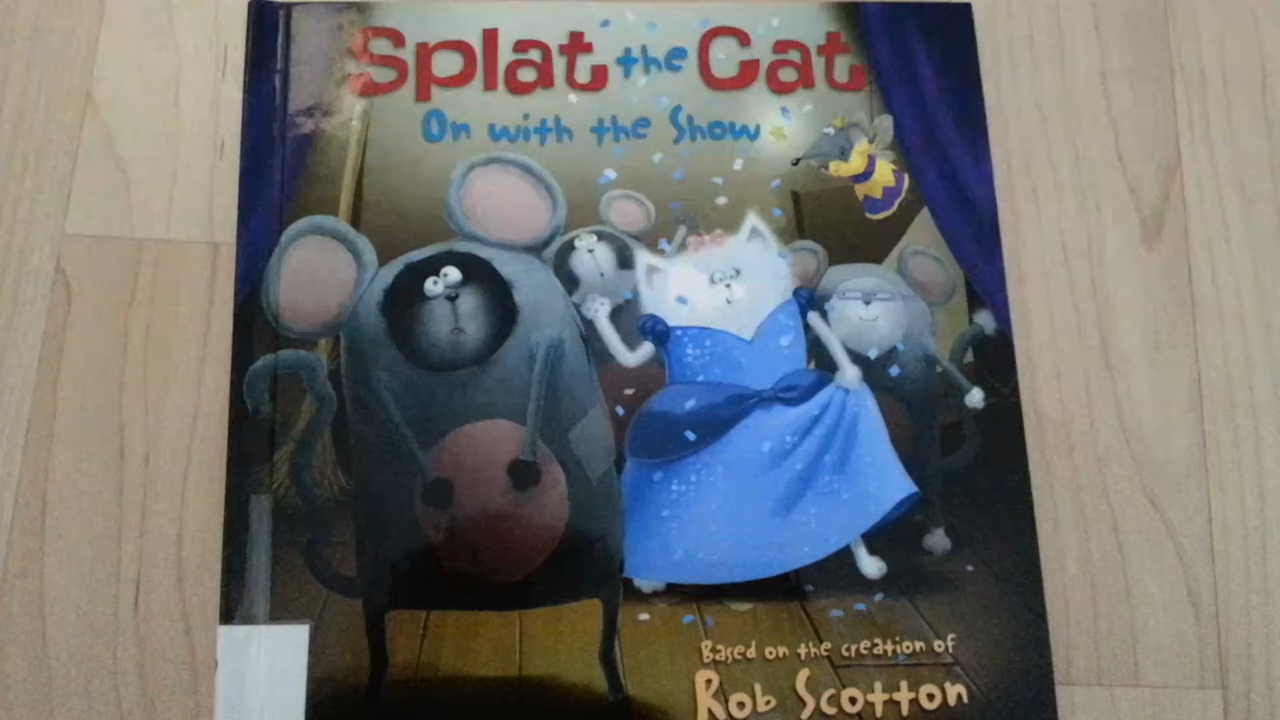 Splat the Cat
On with the Show
Based on the creation of
Rob Scotton